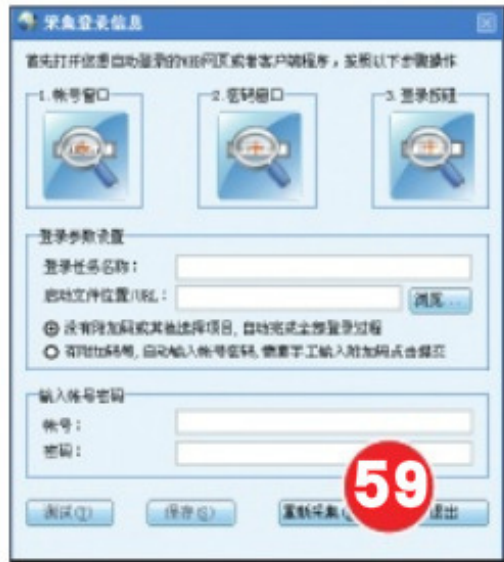 采集登录信息
首先打开你想自动登录的WEB网页或者客户端程序，按照以下步骤操作
1.帐号窗口
2.密码窗口
3.登录按钮
登录参数设置
登录任务名称：
启动文件位置/URL：
浏览...
没有附加码或其他选择项目，自动完成全部登录过程
有附加码等，自动输入帐号密码，需要手工输入附加码点击提交
输入帐号密码
帐号：
密码：
测试(T)
保存(S)
重新采集
59
退出